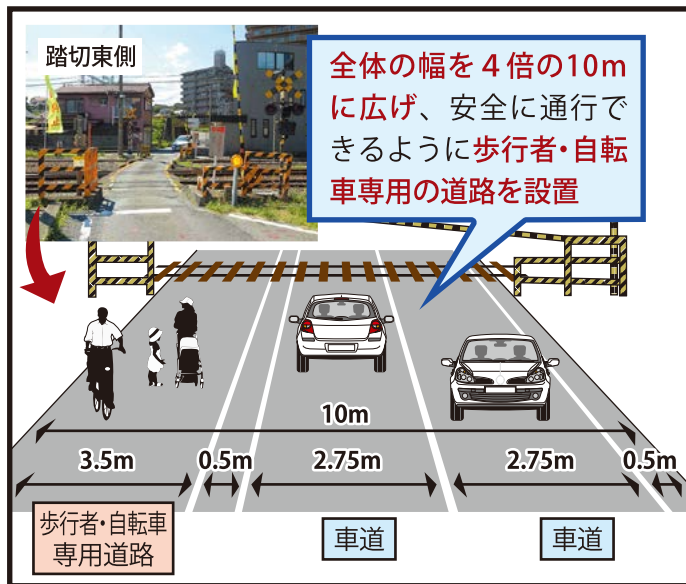 踏切東側
全体の幅を4倍の10m
に広げ、安全に通行で
きるように歩行者・自転
車専用の道路を設置
10m
3.5m
0.5m
2.75m
2.75m
0.5m
歩行者・自転車
専用道路
車道
車道